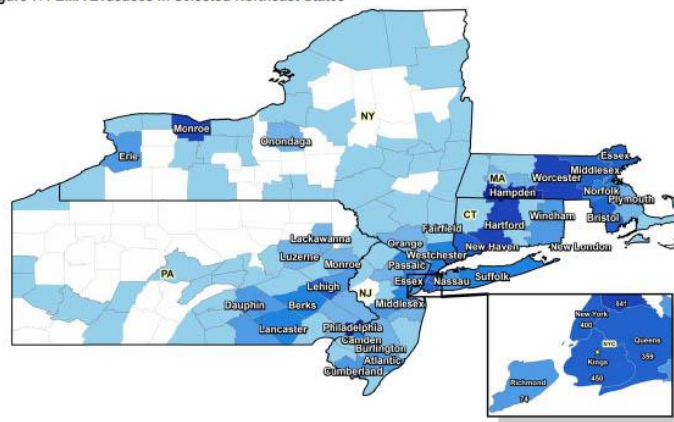 NY
Monroe
Onondaga
Erie
Essex
Middlesex
MA
Worcester
Hampden
Norfolk
Plymouth
CT
Hartford
Windham
Bristol
Fairfield
New Haven
New London
Lackawanna
Orange
Westchester
Luzerne
Monroe
Passaic
PA
Essex
Nassau
Suffolk
Lehigh
NJ
Dauphin
Berks
Middlesex
Lancaster
Philadelphia
Camden
Burlington
Atlantic
Cumberland
641
New York
400
NYC
Queens
359
Kings
450
Richmond
74